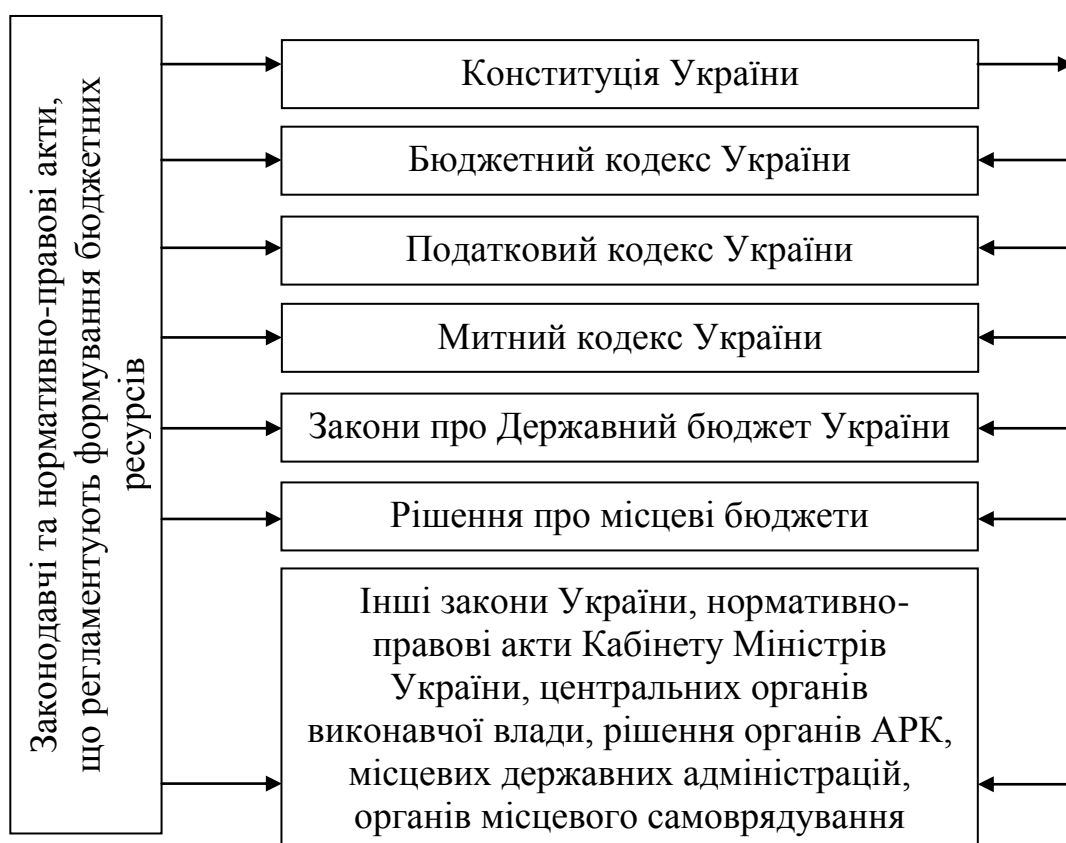 Законодавчі та нормативно-правові акти,
що регламентують формування бюджетних
ресурсів
Конституція України
Бюджетний кодекс України
Податковий кодекс України
Митний кодекс України
Закони про Державний бюджет України
Рішення про місцеві бюджети
Інші закони України, нормативно-
правові акти Кабінету Міністрів
України, центральних органів
виконавчої влади, рішення органів АРК,
місцевих державних адміністрацій,
органів місцевого самоврядування